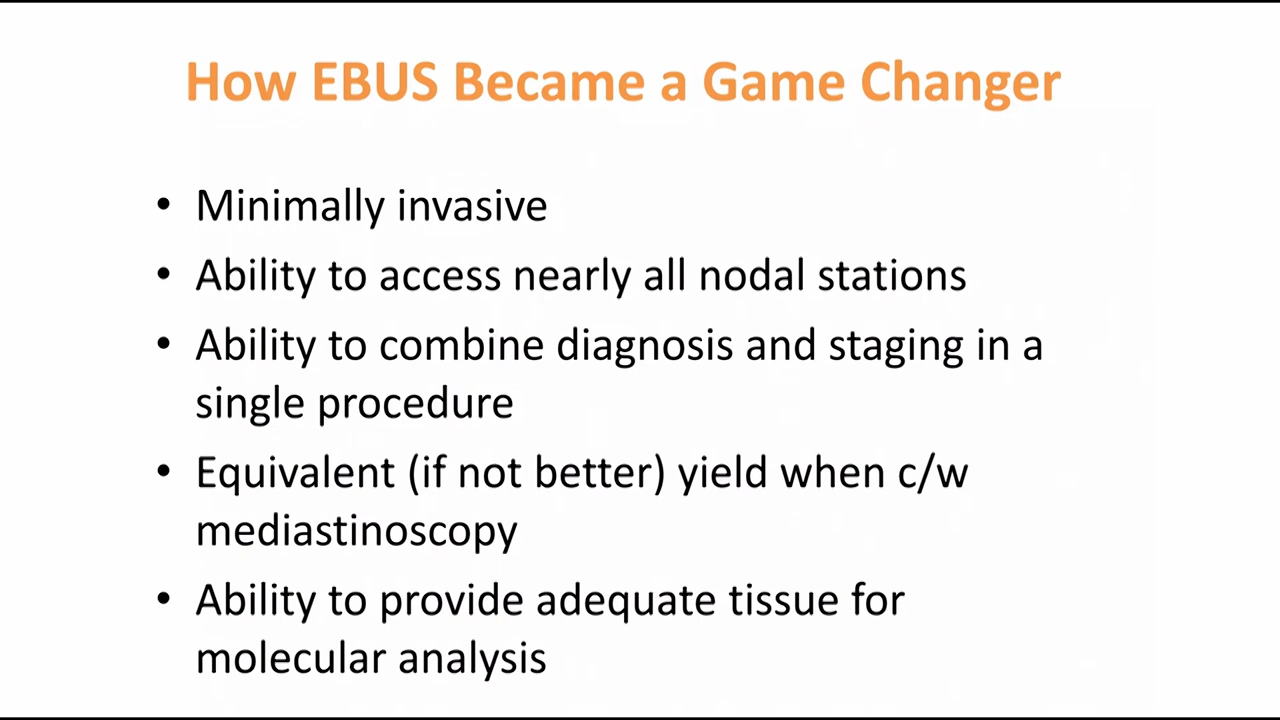 How EBUS Became a Game Changer
• Minimally invasive
• Ability to access nearly all nodal stations
• Ability to combine diagnosis and staging in a
single procedure
• Equivalent (if not better) yield when c/w
mediastinoscopy
• Ability to provide adequate tissue for
molecular analysis